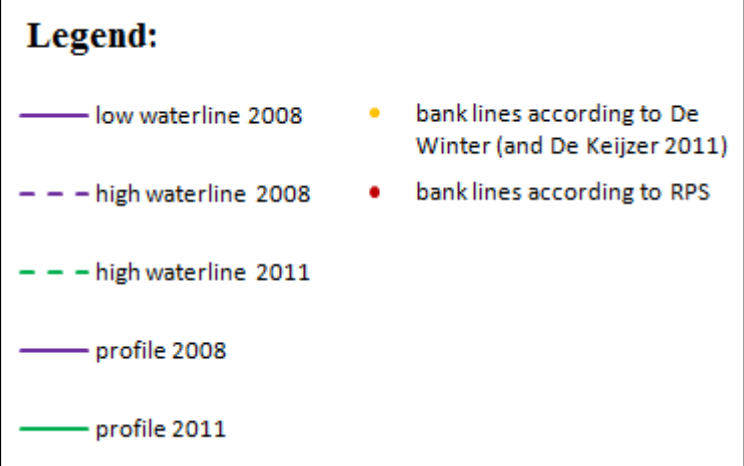 Legend:
low waterline 2008
bank lines according to De
Winter (and De Keijzer 2011)
high waterline 2008
bank lines according to RPS
high waterline 2011
profile 2008
profile 2011